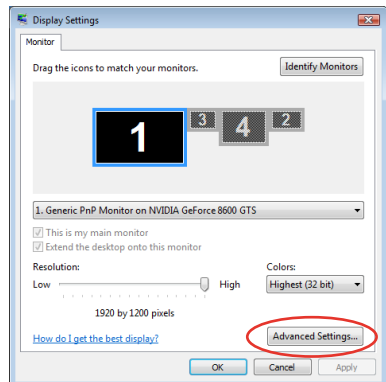 Display Settings
Monitor
Drag the icons to match your monitors.
Identify Monitors
1
3
4
2
1. Generic PnP Monitor on NVIDIA GeForce 8600 GTS
This is my main monitor
Extend the desktop onto this monitor
Resolution:
Colors:
Low
High
Highest (32 bit)
1920 by 1200 pixels
How do I get the best display?
Advanced Settings...
OK
Cancel
Apply